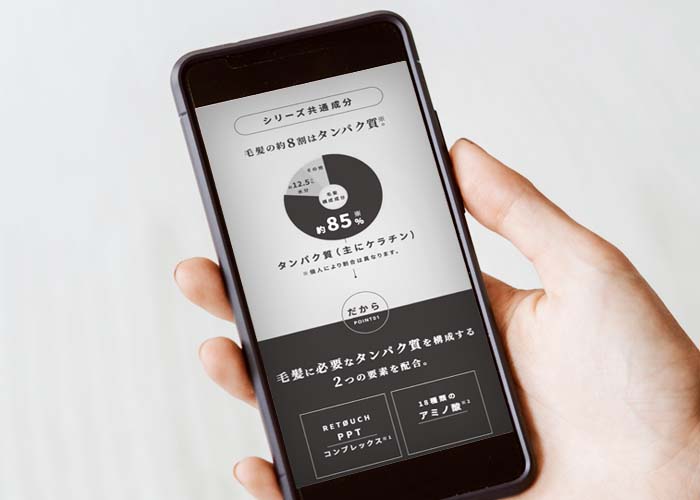 シリーズ共通成分
毛髪の約8割はタンパク質※。
その他
約12.5%
水分
毛髪
構成成分
約85%※
タンパク質(主にケラチン)
※個人により割合は異なります。
だから
POINT01
毛髪に必要なタンパク質を構成する
2つの要素を配合。
RETØUCH
PPT
コンプレックス※1
18種類の
アミノ酸※2